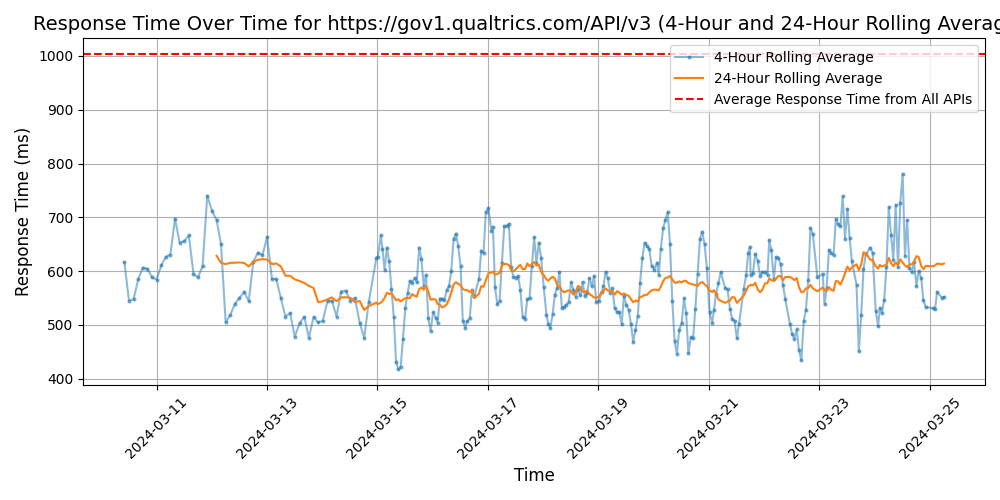 Response Time Over Time for https://gov1.qualtrics.com/API/v3 (4-Hour and 24-Hour Rolling Averag
4-Hour Rolling Average
24-Hour Rolling Average
Average Response Time from All APIs
Response Time (ms)
1000
900
800
700
600
500
400
2024-03-11
2024-03-13
2024-03-15
2024-03-17
2024-03-19
2024-03-21
2024-03-23
2024-03-25
Time